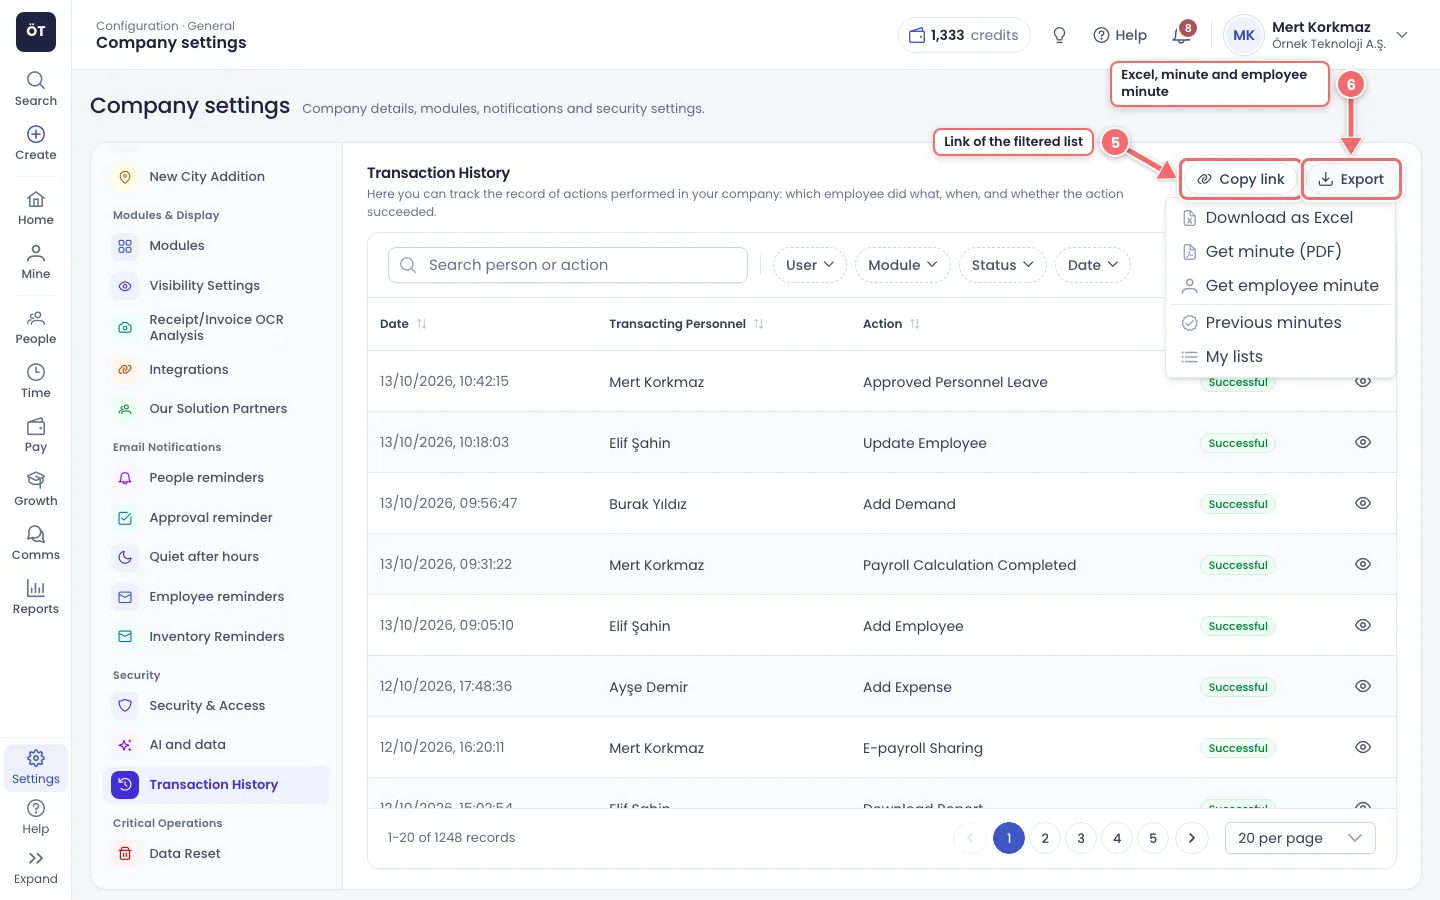 ÖT
Configuration · General
Company settings
1,333 credits
Help
8
MK
Mert Korkmaz
Örnek Teknoloji A.Ş.
Search
Create
Home
Mine
People
Time
Pay
Growth
Comms
Reports
Settings
Help
Expand
Company settings
Company details, modules, notifications and security settings.
Excel, minute and employee
minute
6
Link of the filtered list
5
New City Addition
Modules & Display
Modules
Visibility Settings
Receipt/Invoice OCR
Analysis
Integrations
Our Solution Partners
Email Notifications
People reminders
Approval reminder
Quiet after hours
Employee reminders
Inventory Reminders
Security
Security & Access
AI and data
Transaction History
Critical Operations
Data Reset
Transaction History
Here you can track the record of actions performed in your company: which employee did what, when, and whether the action
succeeded.
Copy link
Export
Download as Excel
Get minute (PDF)
Get employee minute
Previous minutes
My lists
Search person or action
User
Module
Status
Date
Date
Transacting Personnel
Action
13/10/2026, 10:42:15 Mert Korkmaz Approved Personnel Leave Successful
13/10/2026, 10:18:03 Elif Şahin Update Employee Successful
13/10/2026, 09:56:47 Burak Yıldız Add Demand Successful
13/10/2026, 09:31:22 Mert Korkmaz Payroll Calculation Completed Successful
13/10/2026, 09:05:10 Elif Şahin Add Employee Successful
12/10/2026, 17:48:36 Ayşe Demir Add Expense Successful
12/10/2026, 16:20:11 Mert Korkmaz E-payroll Sharing Successful
12/10/2026, 15:02:54 Elif Şahin Download Report Successful
1-20 of 1248 records
1
2
3
4
5
20 per page